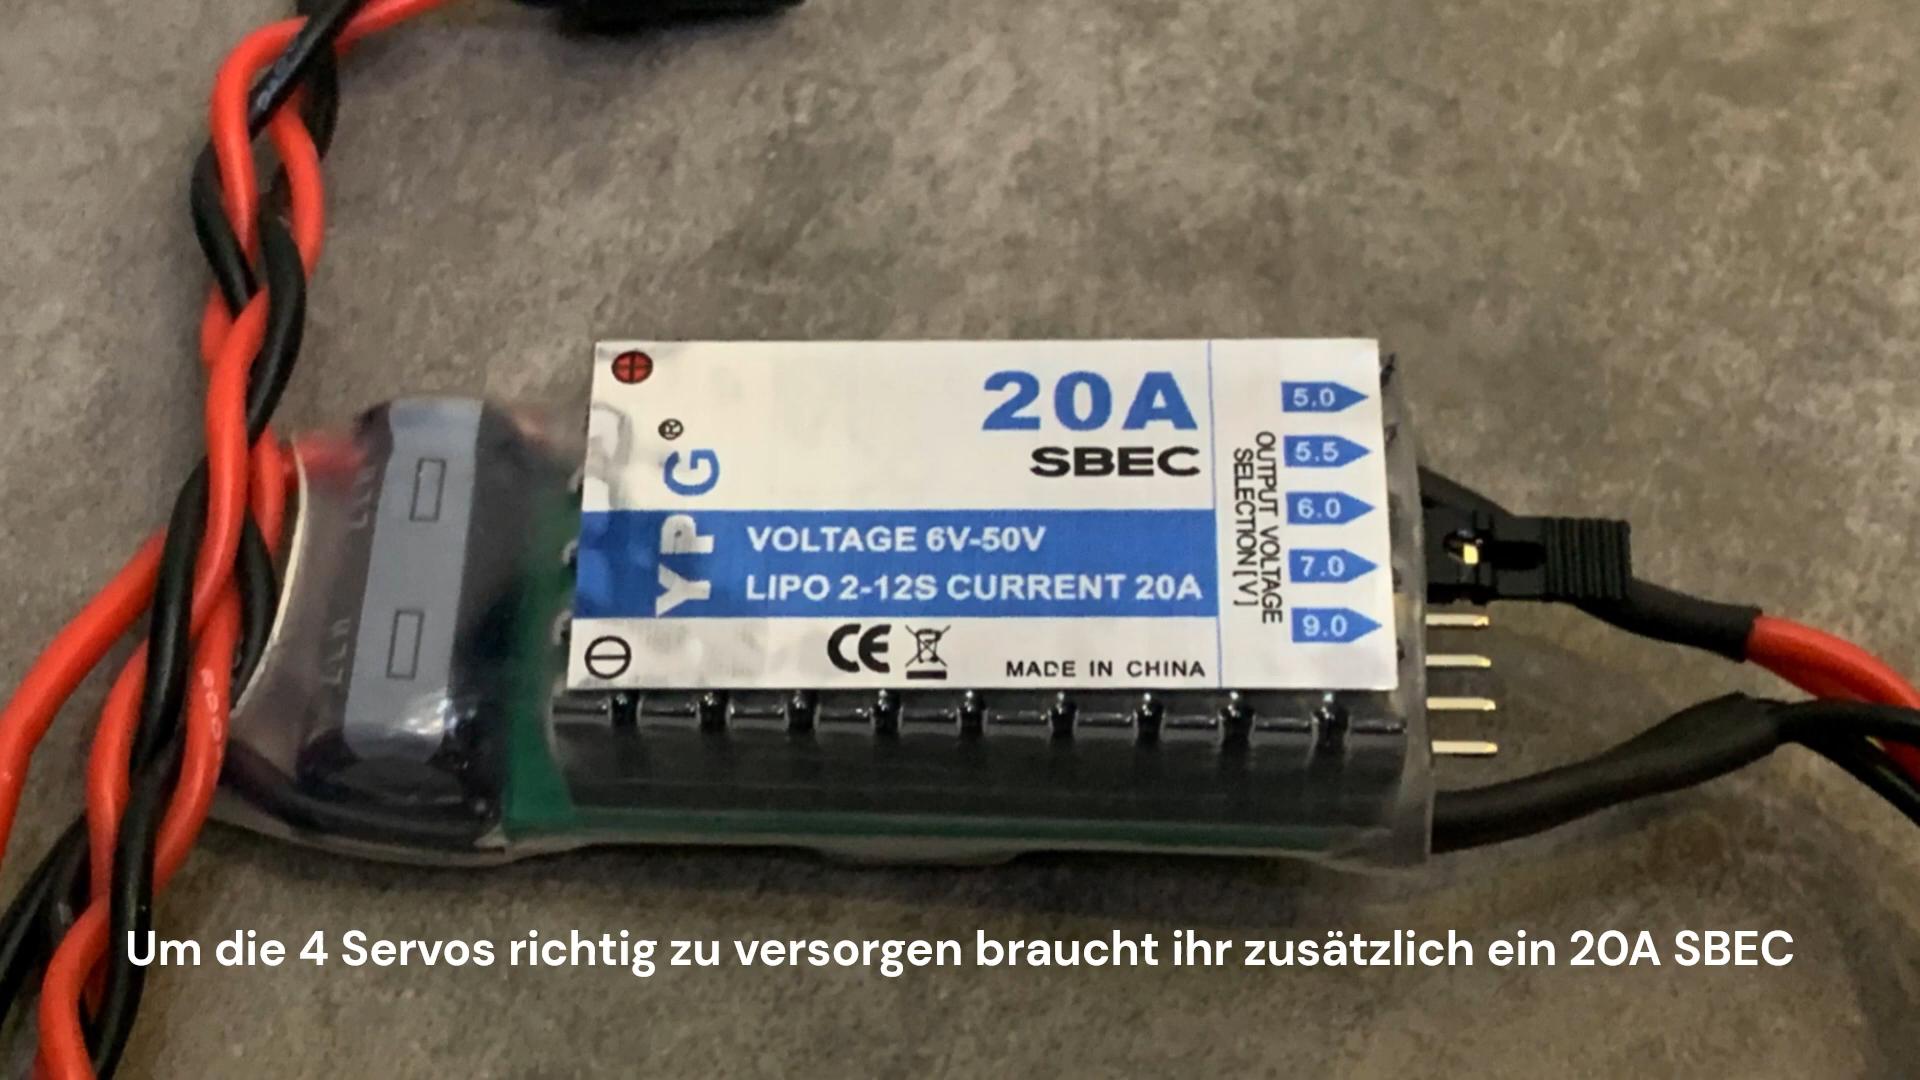 YPG®
20A
SBEC
VOLTAGE 6V-50V
LIPO 2-12S CURRENT 20A
CE
MADE IN CHINA
OUTPUT VOLTAGE
SELECTION[V]
5.0
5.5
6.0
7.0
9.0
Um die 4 Servos richtig zu versorgen braucht ihr zusätzlich ein 20A SBEC